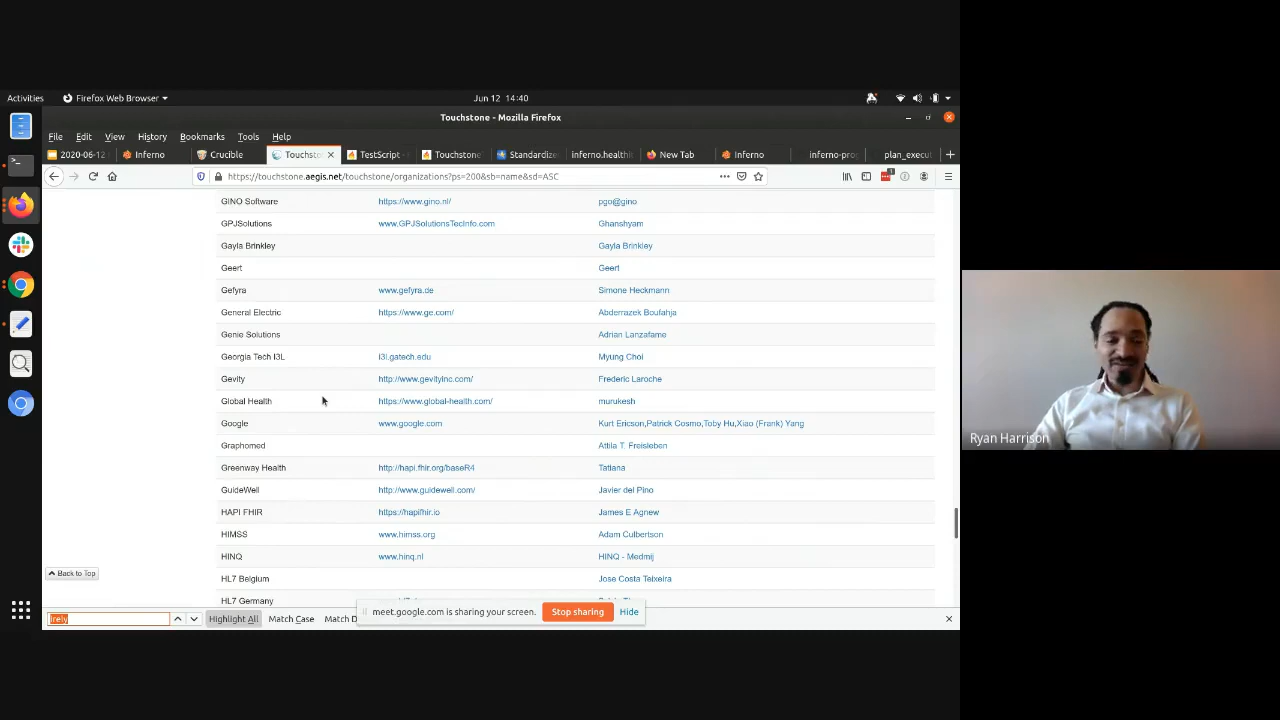 Activities
Firefox Web Browser
Jun 12 14:40
Touchstone - Mozilla Firefox
File Edit View History Bookmarks Tools Help
2020-06-12 Inferno Crucible Touchsto TestScript Touchstone Standardize inferno.health New Tab Inferno inferno-pro plan_execut
https://touchstone.aegis.net/touchstone/organizations?ps=200&sb=name&sd=ASC
GINO Software https://www.gino.nl/ pgo@gino
GPJSolutions www.GPJSolutionsTecInfo.com Ghanshyam
Gayla Brinkley Gayla Brinkley
Geert Geert
Gefyra www.gefyra.de Simone Heckmann
General Electric https://www.ge.com/ Abderrazek Boufahja
Genie Solutions Adrian Lanzafame
Georgia Tech I3L i3l.gatech.edu Myung Choi
Gevity http://www.gevityinc.com/ Frederic Laroche
Global Health https://www.global-health.com/ murukesh
Google www.google.com Kurt Ericson,Patrick Cosmo,Toby Hu,Xiao (Frank) Yang
Graphomed Attila T. Freisleben
Greenway Health http://hapi.fhir.org/baseR4 Tatiana
GuideWell http://www.guidewell.com/ Javier del Pino
HAPI FHIR https://hapifhir.io James E Agnew
HIMSS www.himss.org Adam Culbertson
HINQ www.hinq.nl HINQ - Medmij
HL7 Belgium Jose Costa Teixeira
HL7 Germany
Back to Top
irely Highlight All Match Case Match D
meet.google.com is sharing your screen. Stop sharing Hide
Ryan Harrison